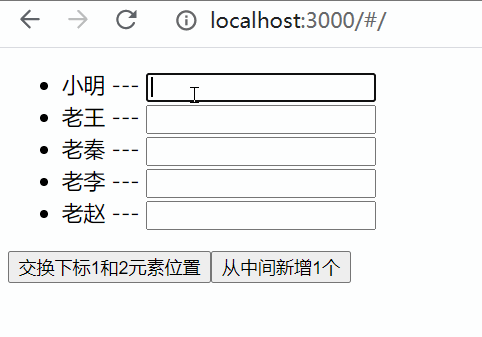 localhost:3000/#/
小明 ---
老王 ---
老秦 ---
老李 ---
老赵 ---
交换下标1和2元素位置 从中间新增1个